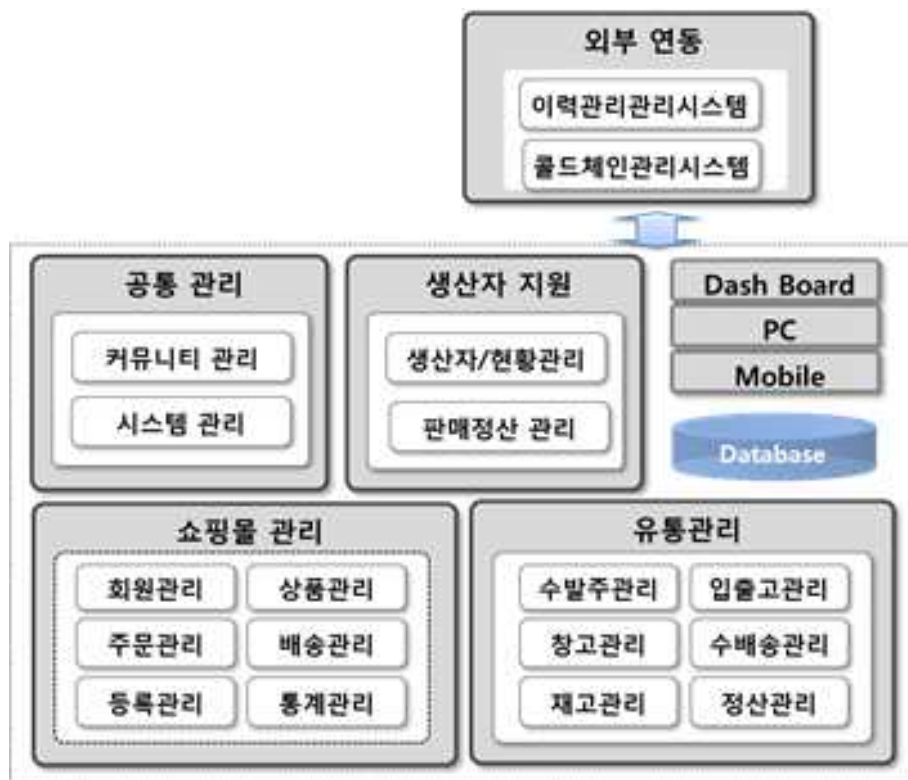 외부 연동
이력관리관리시스템
콜드체인관리시스템
공통 관리
커뮤니티 관리
시스템 관리
생산자 지원
생산자/현황관리
판매정산 관리
Dash Board
PC
Mobile
Database
쇼핑몰 관리
회원관리 상품관리
주문관리 배송관리
등록관리 통계관리
유통관리
수발주관리 입출고관리
창고관리 수배송관리
재고관리 정산관리